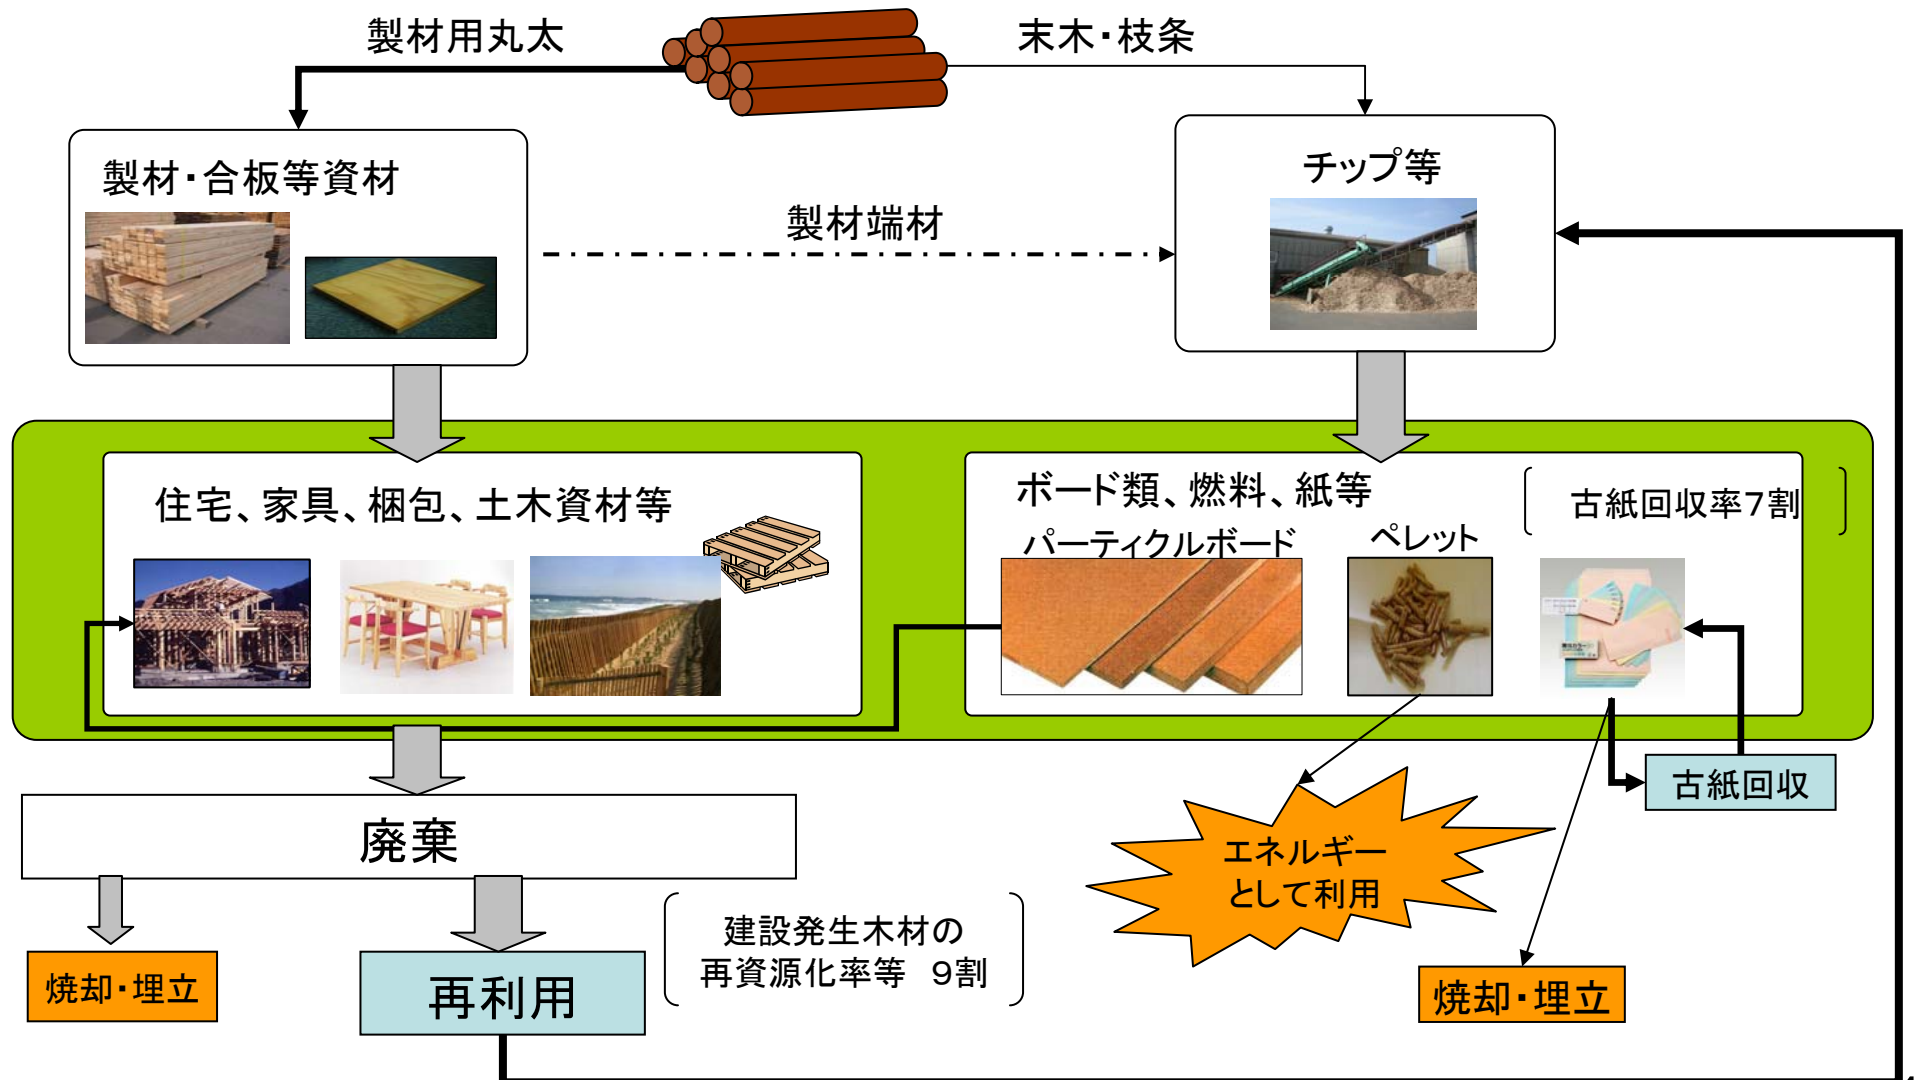 製材用丸太
末木・枝条
製材・合板等資材
チップ等
製材端材
住宅、家具、梱包、土木資材等
ボード類、燃料、紙等
古紙回収率7割
パーティクルボード
ペレット
古紙回収
廃棄
エネルギー
として利用
建設発生木材の
再資源化率等　9割
焼却・埋立
再利用
焼却・埋立